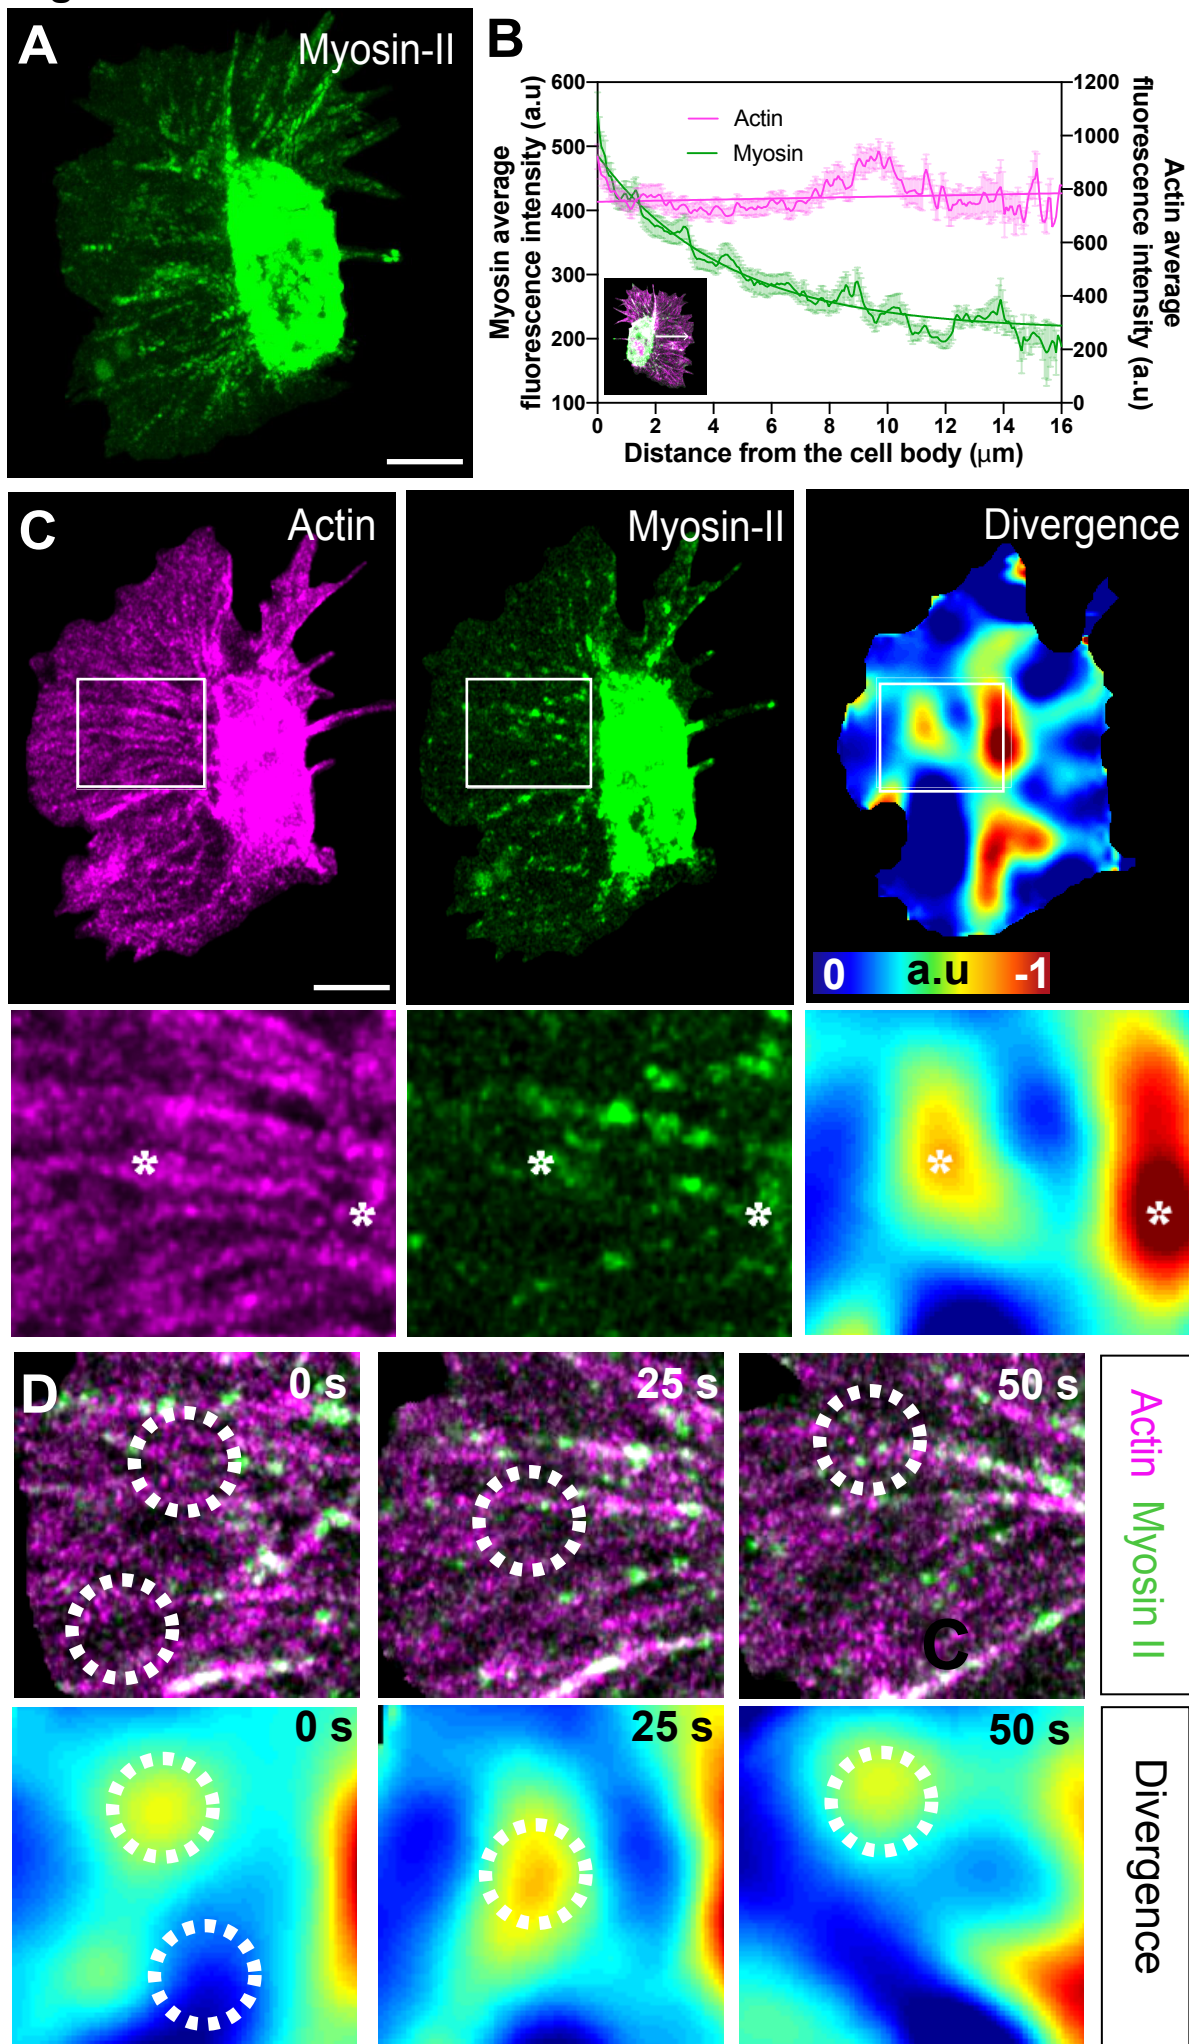 A
Myosin-II
B
Myosin average
fluorescence intensity (a.u)
600
500
400
300
200
100
Actin
Myosin
1200
1000
800
600
400
200
0
Actin average
fluorescence intensity (a.u)
0 2 4 6 8 10 12 14 16
Distance from the cell body (μm)
C
Actin
Myosin-II
Divergence
0 a.u -1
*
*
*
*
*
*
D
0 s
25 s
50 s
C
Actin Myosin II
0 s
25 s
50 s
Divergence